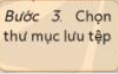 Bước 3. Chọn
thư mục lưu tệp